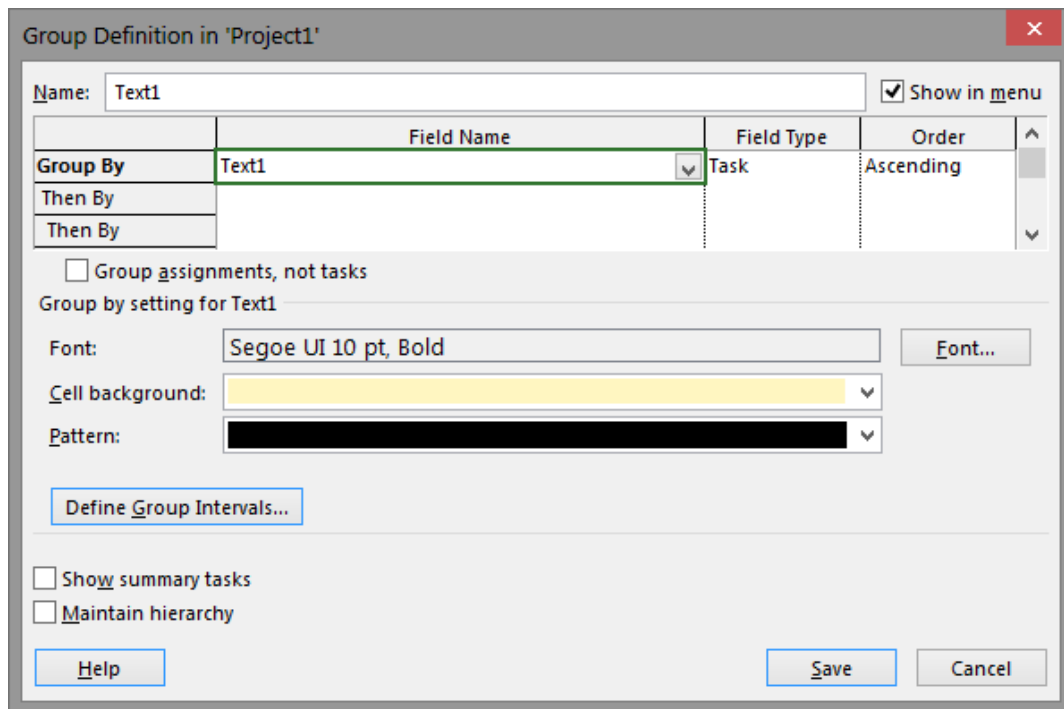 Group Definition in 'Project1'
Name: Text1 Show in menu
Field Name Field Type Order
Group By Text1 Task Ascending
Then By
Then By
Group assignments, not tasks
Group by setting for Text1
Font: Segoe UI 10 pt, Bold Font...
Cell background:
Pattern:
Define Group Intervals...
Show summary tasks
Maintain hierarchy
Help Save Cancel